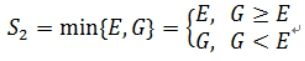 S₂ = min{E, G} = {E, G ≥ E
G, G < E